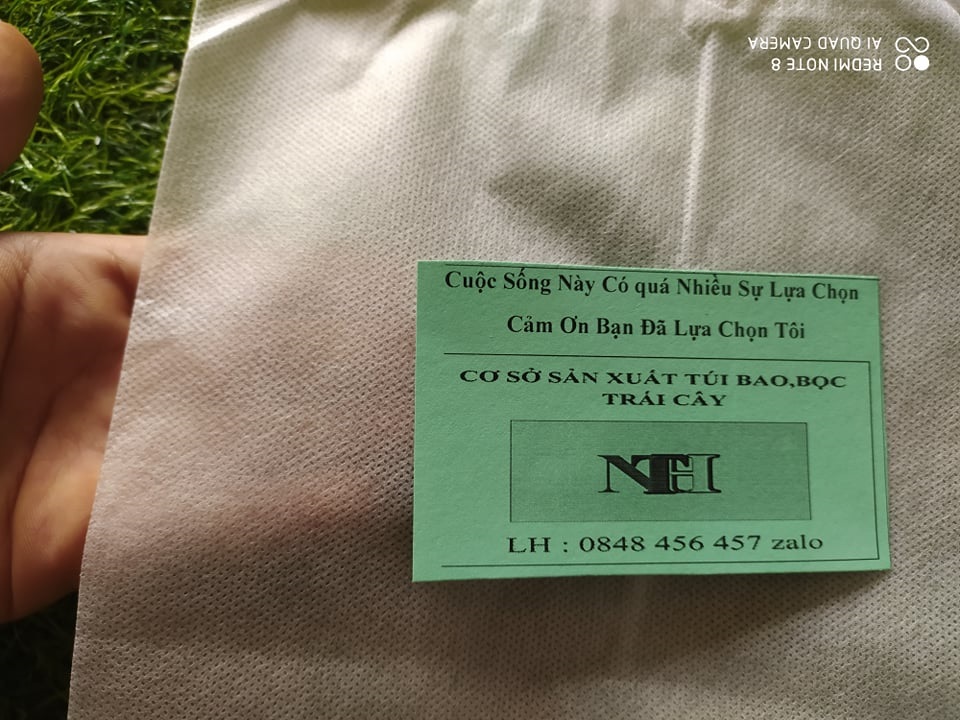 Cuộc Sống Này Có quá Nhiều Sự Lựa Chọn
Cảm Ơn Bạn Đã Lựa Chọn Tôi
CƠ SỞ SẢN XUẤT TÚI BAO,BỌC
TRÁI CÂY
NTH
LH : 0848 456 457 zalo
REDMI NOTE 8
AI QUAD CAMERA